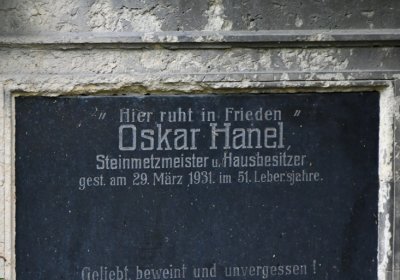 „ Hier ruht in Frieden "
Oskar Hanel,
Steinmetzmeister u. Hausbesitzer,
gest. am 29. März 1931. im 51. Lebensjahre.
Geliebt, beweint und unvergessen!